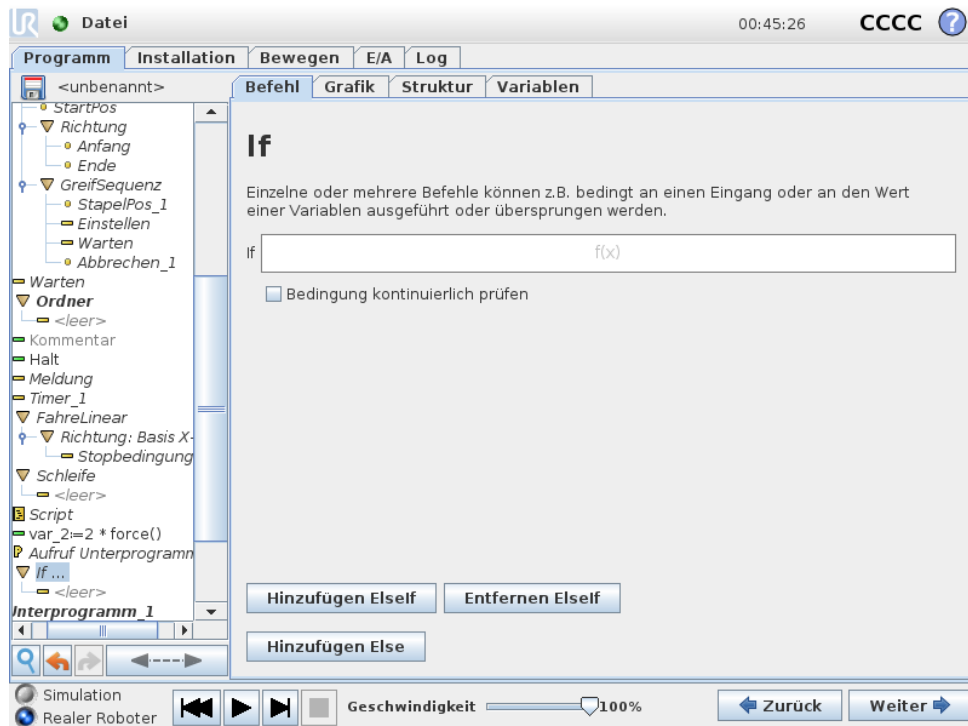 UR Datei 00:45:26 CCCC ?
Programm Installation Bewegen E/A Log
<unbenannt> Befehl Grafik Struktur Variablen
StartPos
Richtung
Anfang
Ende
GreifSequenz
StapelPos_1
Einstellen
Warten
Abbrechen_1
Warten
Ordner
<leer>
Kommentar
Halt
Meldung
Timer_1
FahreLinear
Richtung: Basis X-
Stopbedingung
Schleife
<leer>
Script
var_2:=2 * force()
Aufruf Unterprogramm
If ...
<leer>
Interprogramm_1
If
Einzelne oder mehrere Befehle können z.B. bedingt an einen Eingang oder an den Wert
einer Variablen ausgeführt oder übersprungen werden.
If f(x)
Bedingung kontinuierlich prüfen
Hinzufügen ElseIf Entfernen ElseIf
Hinzufügen Else
Simulation
Realer Roboter
Geschwindigkeit 100%
Zurück Weiter